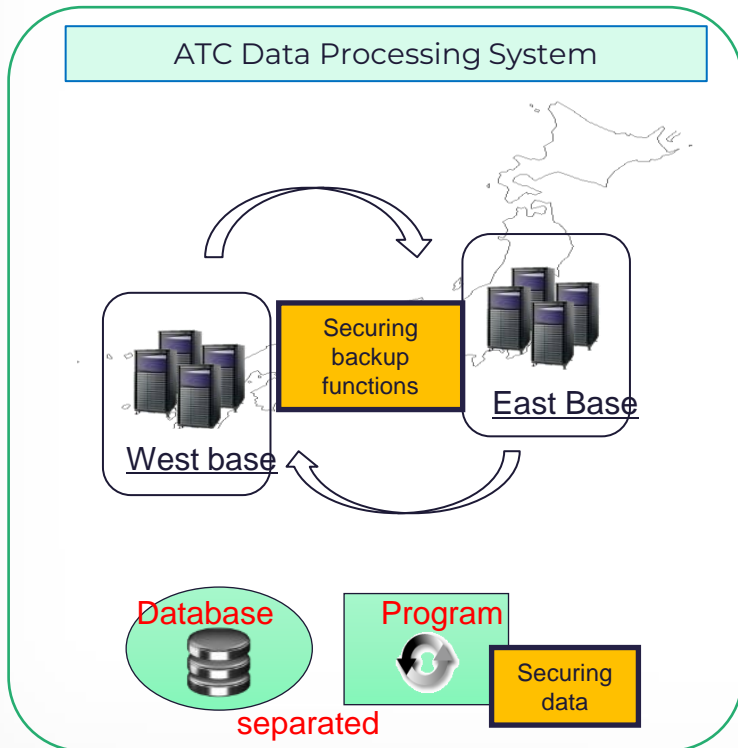 ATC Data Processing System
Securing
backup
functions
East Base
West base
Database
Program
separated
Securing
data